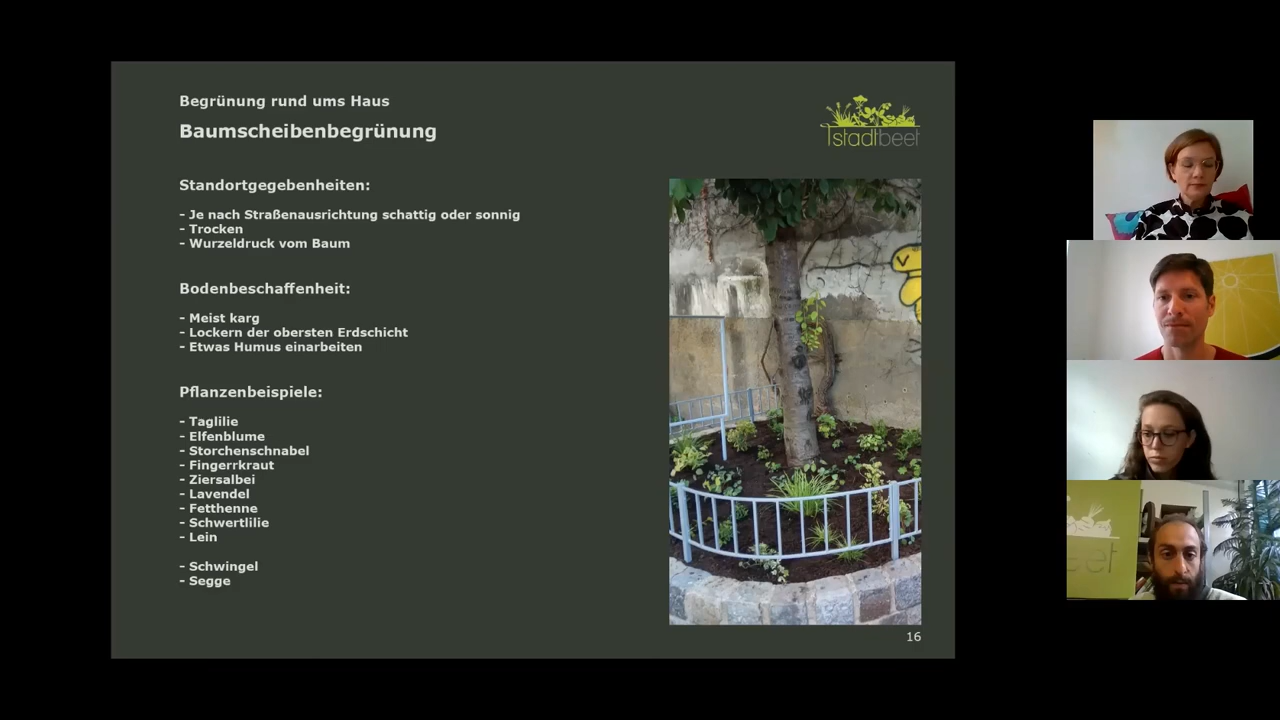 Begrünung rund ums Haus
Baumscheibenbegrünung
stadtbeet
Standortgegebenheiten:
- Je nach Straßenausrichtung schattig oder sonnig
- Trocken
- Wurzeldruck vom Baum
Bodenbeschaffenheit:
- Meist karg
- Lockern der obersten Erdschicht
- Etwas Humus einarbeiten
Pflanzenbeispiele:
- Taglilie
- Elfenblume
- Storchenschnabel
- Fingerrkraut
- Ziersalbei
- Lavendel
- Fetthenne
- Schwertlilie
- Lein
- Schwingel
- Segge
16